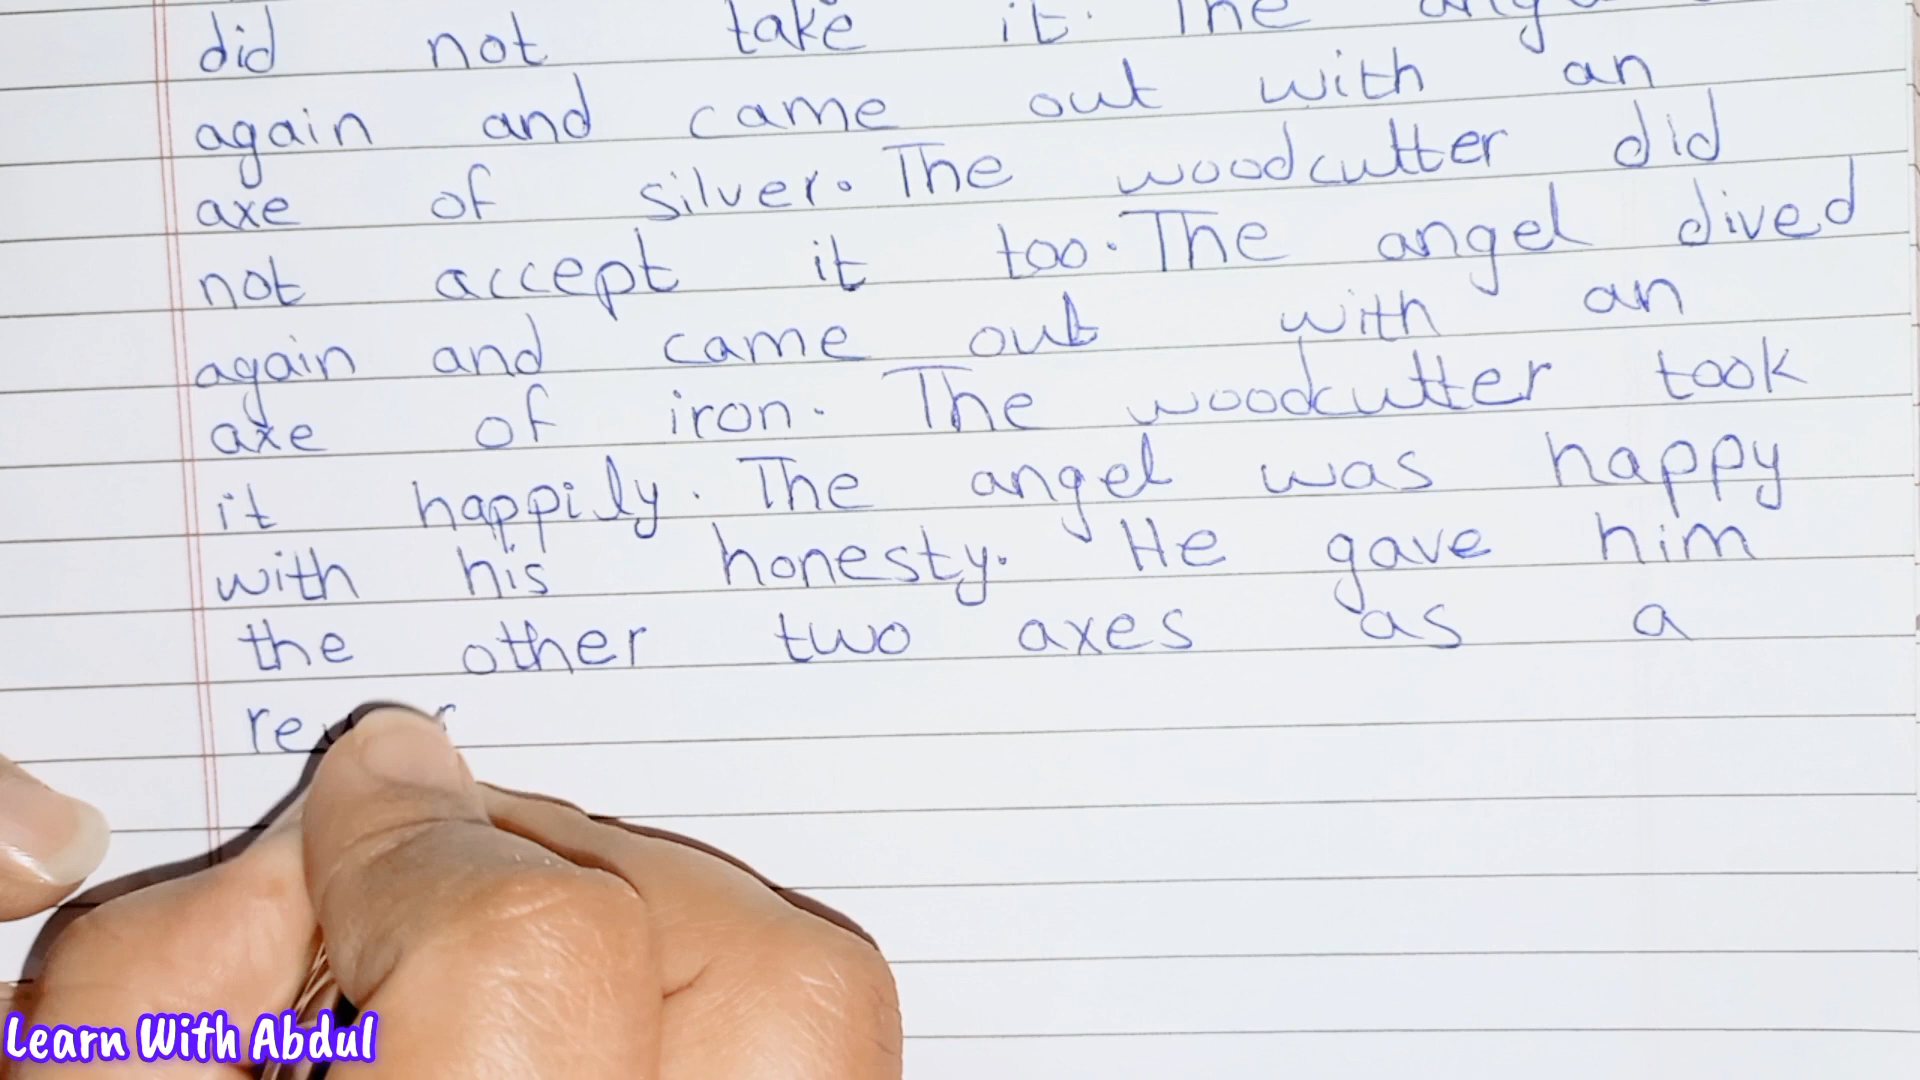 did not take it. The
again and came out with an
axe of silver. The woodcutter did
not accept it too. The angel dived
again and came out with an
axe of iron. The woodcutter took
it happily. The angel was happy
with his honesty. He gave him
the other two axes as a
Learn With Abdul